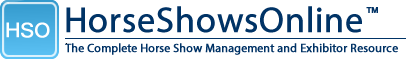 HSO
HorseShowsOnline™
The Complete Horse Show Management and Exhibitor Resource